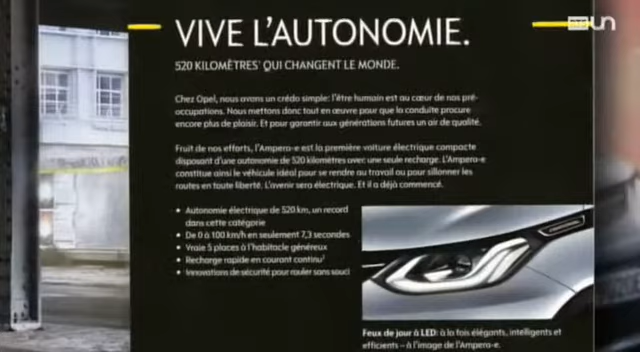 VIVE L'AUTONOMIE.
UN
520 KILOMÈTRES¹ QUI CHANGENT LE MONDE.
Chez Opel, nous avons un crédo simple: l'être humain est au cœur de nos pré-
occupations. Nous mettons donc tout en œuvre pour que la conduite procure
encore plus de plaisir. Et pour garantir aux générations futures un air de qualité.
Fruit de nos efforts, l'Ampera-e est la première voiture électrique compacte
disposant d'une autonomie de 520 kilomètres avec une seule recharge. L'Ampera-e
constitue ainsi le véhicule idéal pour se rendre au travail ou pour sillonner les
routes en toute liberté. L'avenir sera électrique. Et il a déjà commencé.
• Autonomie électrique de 520 km, un record
dans cette catégorie
• De 0 à 100 km/h en seulement 7,3 secondes
• Vraie 5 places à l'habitacle généreux
• Recharge rapide en courant continu²
• Innovations de sécurité pour rouler sans souci
Feux de jour à LED: à la fois élégants, intelligents et
efficients – à l'image de l'Ampera-e.